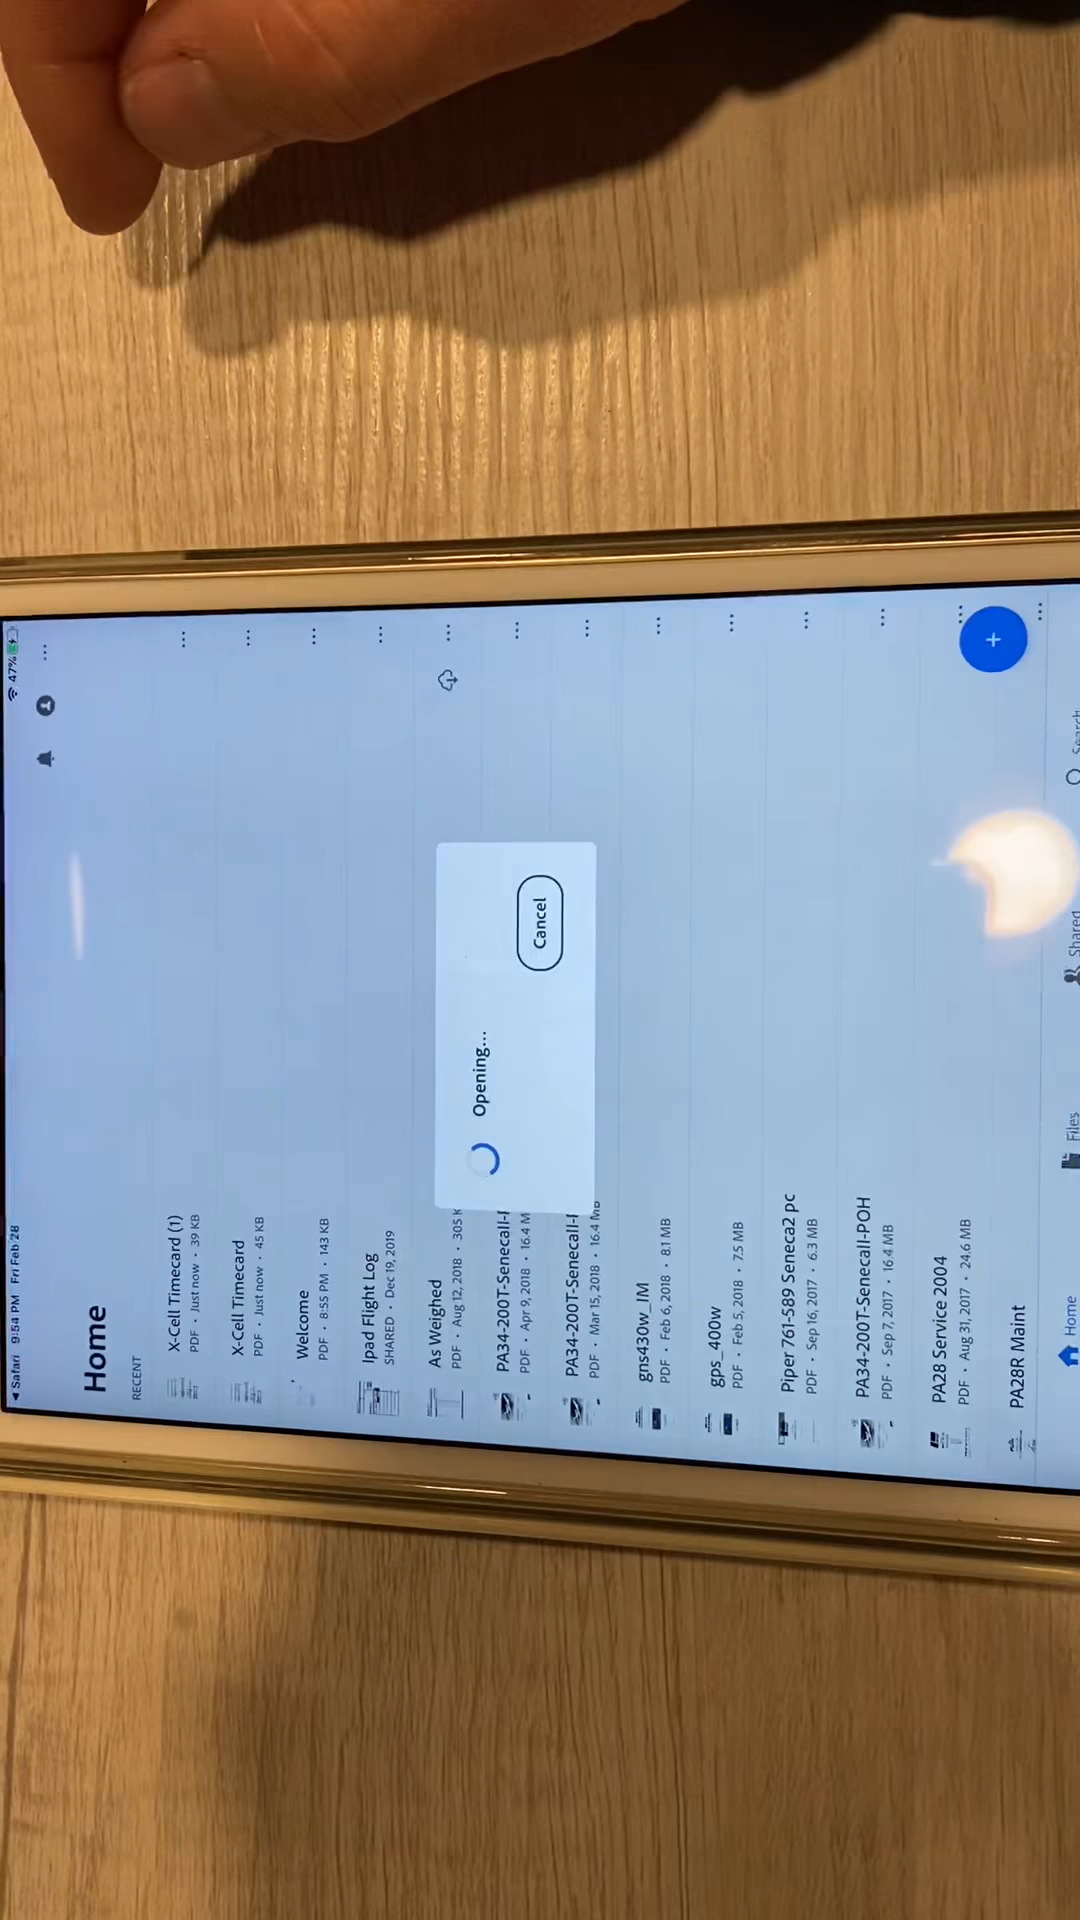 ◀ Safari 9:54 PM Fri Feb 28 47%
Home
RECENT
X-Cell Timecard (1)
PDF • Just now • 39 KB
X-Cell Timecard
PDF • Just now • 45 KB
Welcome
PDF • 8:55 PM • 143 KB
Ipad Flight Log
SHARED • Dec 19, 2019
As Weighed
PDF • Aug 12, 2018 • 305 K
PA34-200T-SenecaII-
PDF • Apr 9, 2018 • 16.4 M
PA34-200T-SenecaII-
PDF • Mar 15, 2018 • 16.4 MB
Opening...
Cancel
gns430w_IM
PDF • Feb 6, 2018 • 8.1 MB
gps_400w
PDF • Feb 5, 2018 • 7.5 MB
Piper 761-589 Seneca2 pc
PDF • Sep 16, 2017 • 6.3 MB
PA34-200T-SenecaII-POH
PDF • Sep 7, 2017 • 16.4 MB
PA28 Service 2004
PDF • Aug 31, 2017 • 24.6 MB
PA28R Maint
Home Files Shared Search